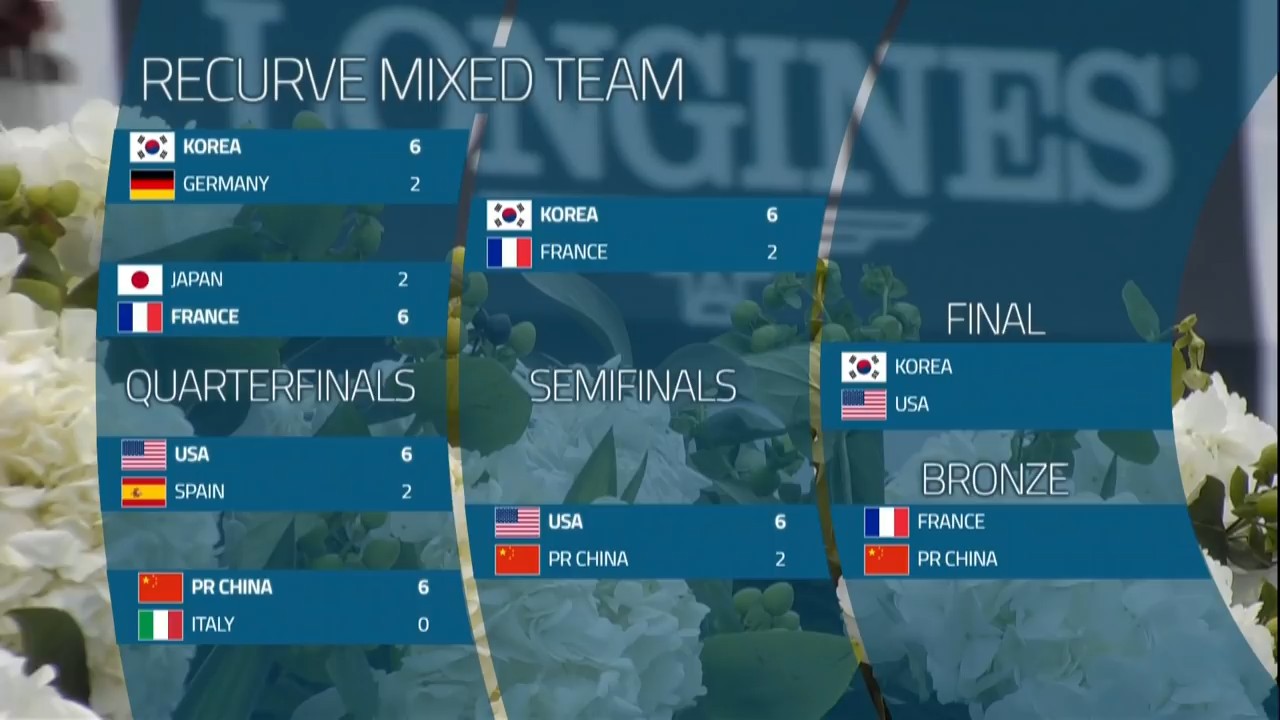 LONGINES
RECURVE MIXED TEAM
KOREA 6
GERMANY 2
JAPAN 2
FRANCE 6
QUARTERFINALS
USA 6
SPAIN 2
PR CHINA 6
ITALY 0
KOREA 6
FRANCE 2
SEMIFINALS
USA 6
PR CHINA 2
FINAL
KOREA
USA
BRONZE
FRANCE
PR CHINA